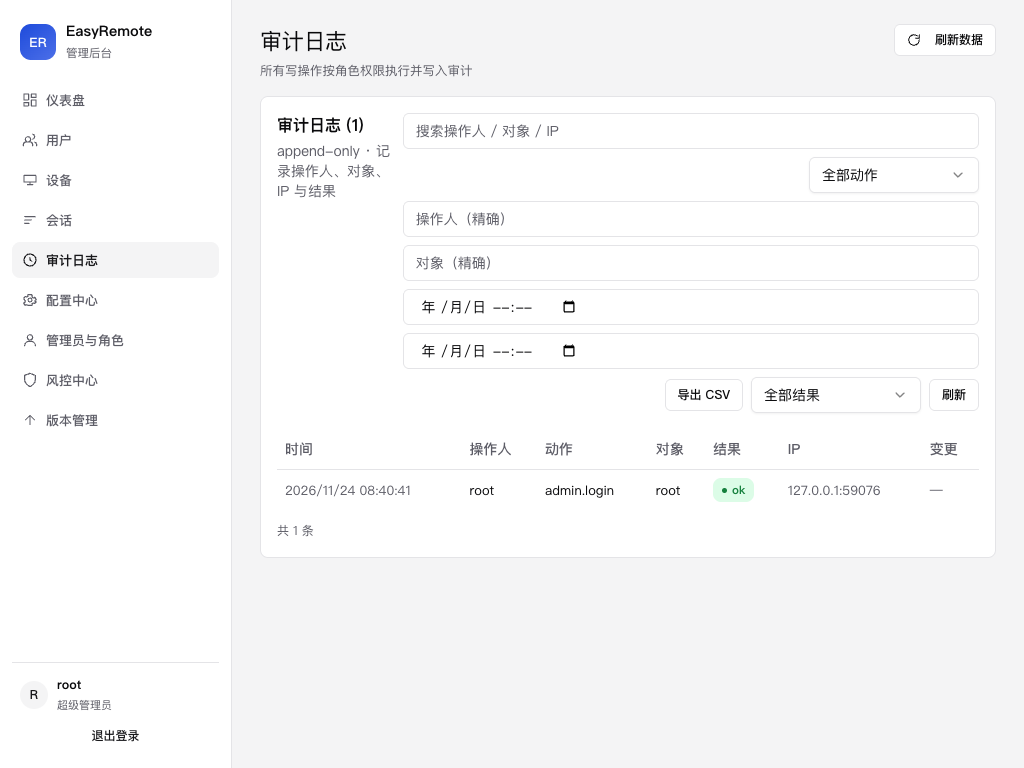 ER
EasyRemote
管理后台
仪表盘
用户
设备
会话
审计日志
配置中心
管理员与角色
风控中心
版本管理
R
root
超级管理员
退出登录
审计日志
所有写操作按角色权限执行并写入审计
刷新数据
审计日志 (1)
append-only · 记
录操作人、对象、
IP 与结果
搜索操作人 / 对象 / IP
全部动作
操作人（精确）
对象（精确）
年 /月/日 --:--
年 /月/日 --:--
导出 CSV 全部结果 刷新
时间 操作人 动作 对象 结果 IP 变更
2026/11/24 08:40:41 root admin.login root ok 127.0.0.1:59076 —
共 1 条